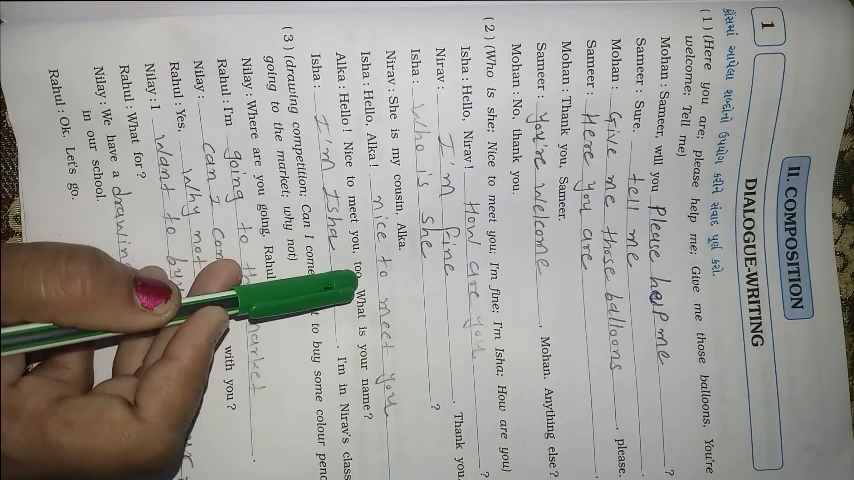 II. COMPOSITION
1 DIALOGUE-WRITING
કૌંસમાં આપેલા શબ્દોનો ઉપયોગ કરીને સંવાદ પૂર્ણ કરો.
(1) (Here you are; please help me; Give me those balloons, You're
welcome; Tell me)
Mohan : Sameer, will you please help me ?
Sameer : Sure, tell me .
Mohan : Give me those balloons , please.
Sameer : Here you are .
Mohan : Thank you, Sameer.
Sameer : You're welcome , Mohan. Anything else ?
Mohan : No, thank you.
(2) (Who is she; Nice to meet you; I'm fine; I'm Isha; How are you)
Isha : Hello, Nirav! How are you ?
Nirav : I'm fine . Thank you.
Isha : Who is she ?
Nirav : She is my cousin, Alka.
Isha : Hello, Alka! nice to meet you
Alka : Hello! Nice to meet you, too. What is your name ?
Isha : I'm Isha . I'm in Nirav's class
(3) (drawing competition; Can I come; to buy some colour penc
going to the market; why not)
Nilay : Where are you going Rahul
Rahul : I'm going to the market .
Nilay : can I com with you ?
Rahul : Yes, why not
Nilay : I want to
Rahul : What for ?
Nilay : We have a
in our school.
Rahul : Ok. Let's go.